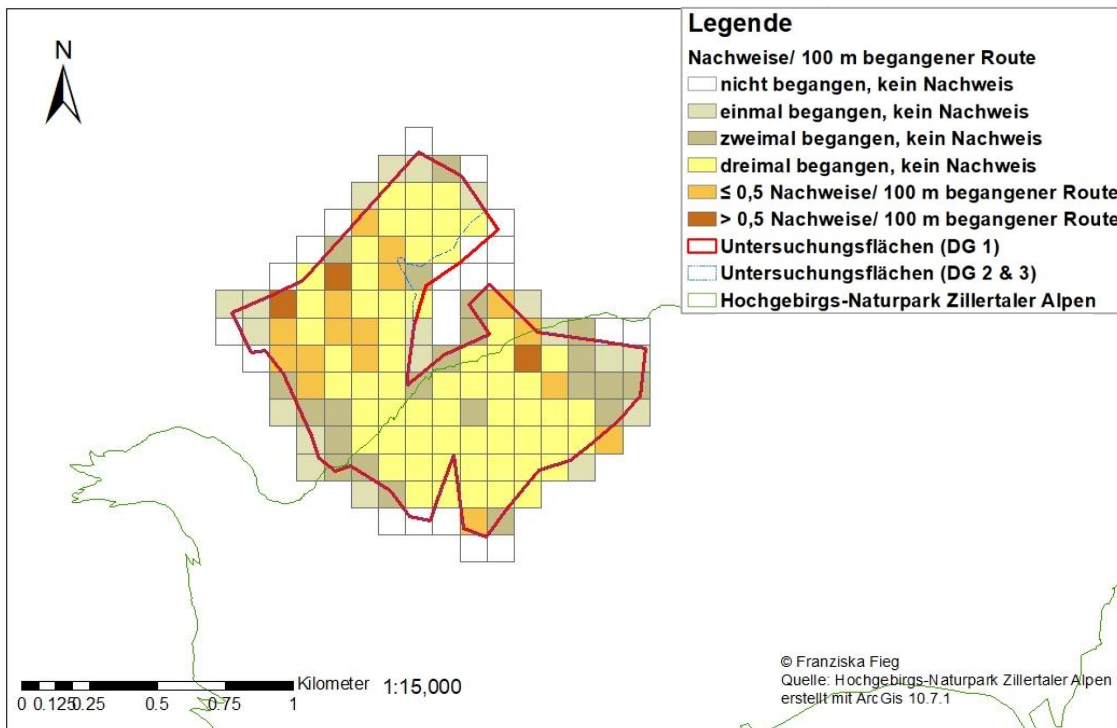 N
Legende
Nachweise/ 100 m begangener Route
nicht begangen, kein Nachweis
einmal begangen, kein Nachweis
zweimal begangen, kein Nachweis
dreimal begangen, kein Nachweis
≤ 0,5 Nachweise/ 100 m begangener Route
> 0,5 Nachweise/ 100 m begangener Route
Untersuchungsflächen (DG 1)
Untersuchungsflächen (DG 2 & 3)
Hochgebirgs-Naturpark Zillertaler Alpen
Kilometer 1:15,000
0 0.125 0.25 0.5 0.75 1
© Franziska Fieg
Quelle: Hochgebirgs-Naturpark Zillertaler Alpen
erstellt mit ArcGis 10.7.1